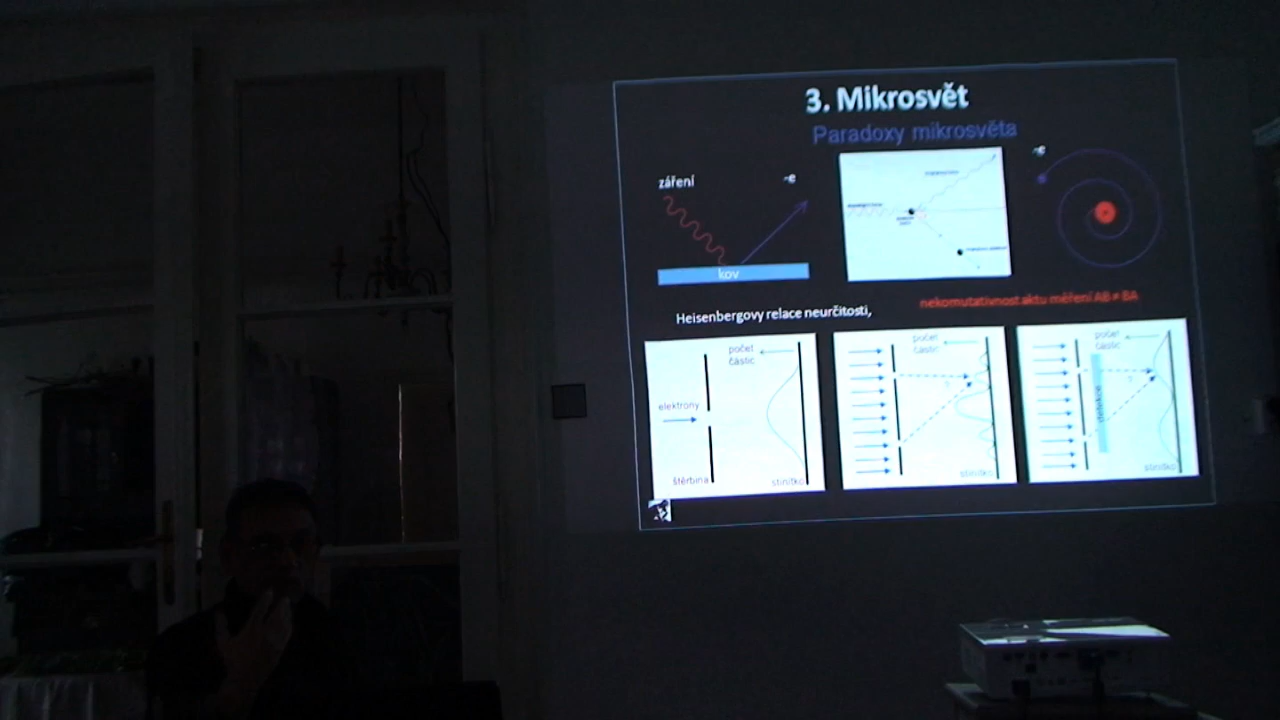 3. Mikrosvět
Paradoxy mikrosvěta
záření
-e
-e
kov
Heisenbergovy relace neurčitosti,
nekomutativnost aktu měření AB ≠ BA
počet
částic
elektrony
štěrbina
stínítko
počet
částic
?
stínítko
počet
částic
?
detekce
stínítko